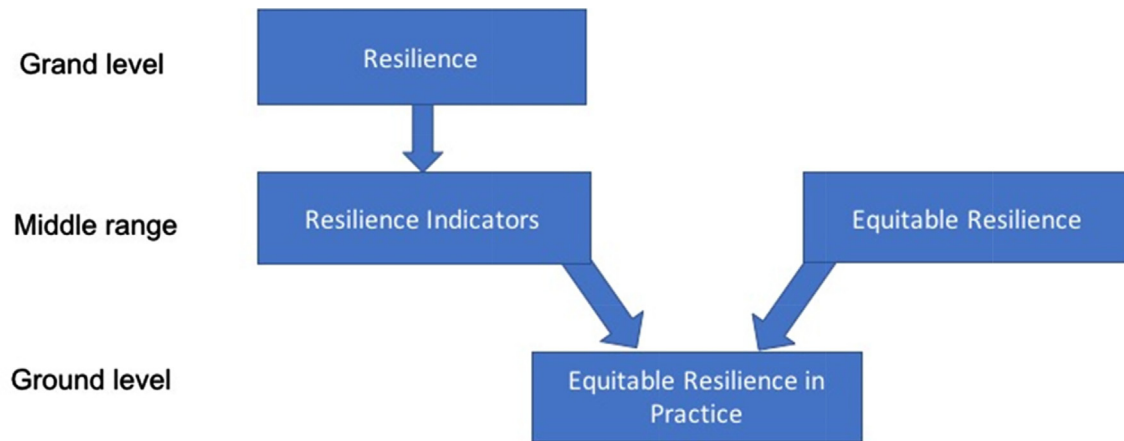 Grand level
Resilience
Middle range
Resilience Indicators
Equitable Resilience
Ground level
Equitable Resilience in
Practice